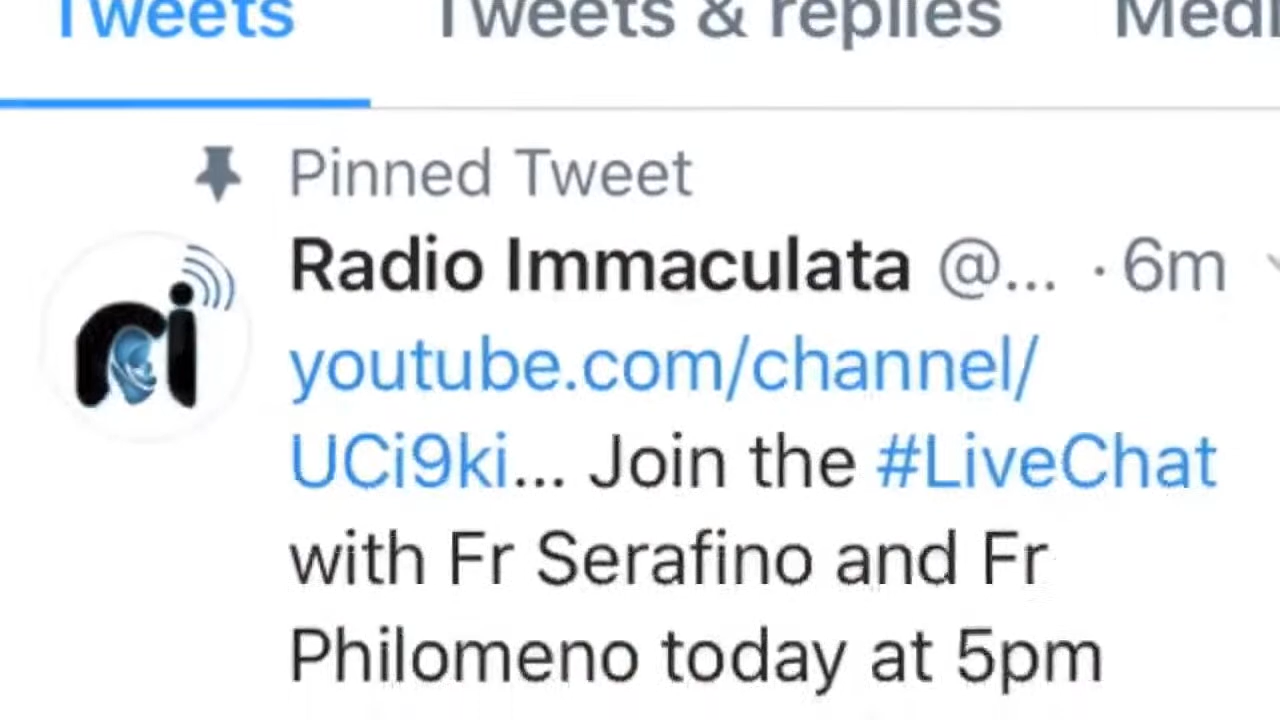 Tweets Tweets & replies
Pinned Tweet
Radio Immaculata @... · 6m
youtube.com/channel/
UCi9ki... Join the #LiveChat
with Fr Serafino and Fr
Philomeno today at 5pm